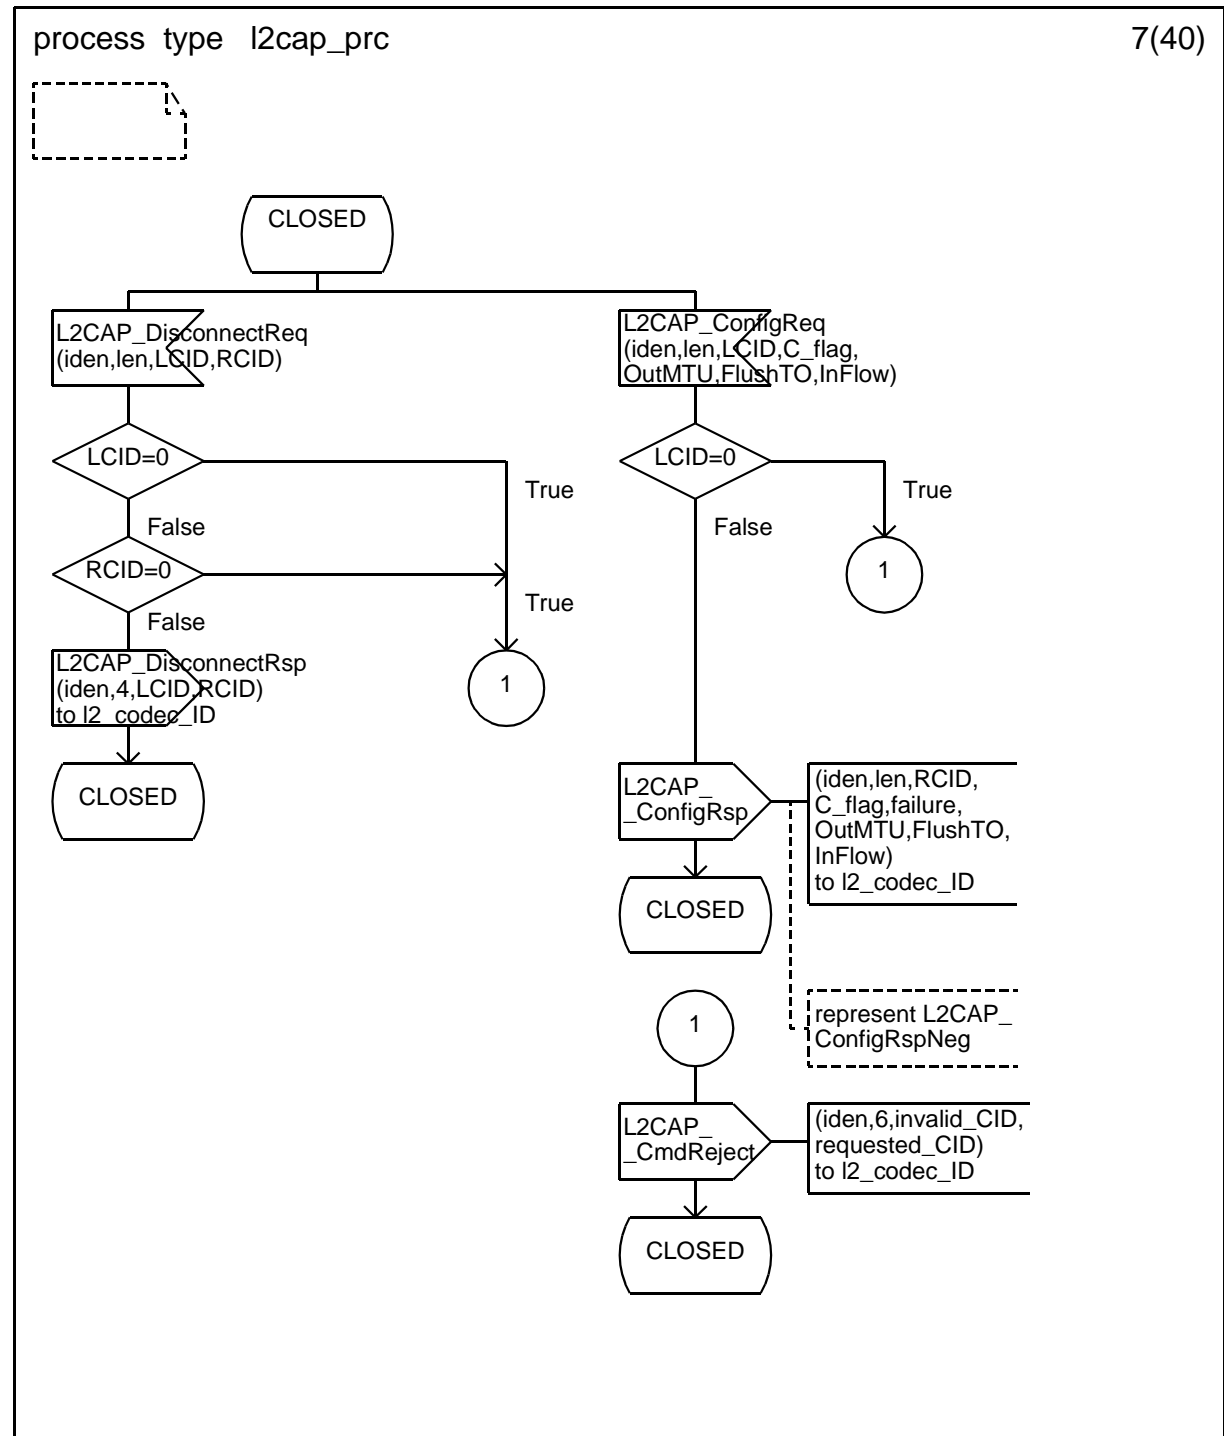 process type l2cap_prc
7(40)
CLOSED
L2CAP_DisconnectReq
(iden,len,LCID,RCID)
LCID=0
True
False
RCID=0
True
False
L2CAP_DisconnectRsp
(iden,4,LCID,RCID)
to l2_codec_ID
1
CLOSED
L2CAP_ConfigReq
(iden,len,LCID,C_flag,
OutMTU,FlushTO,InFlow)
LCID=0
True
False
1
L2CAP_
_ConfigRsp
(iden,len,RCID,
C_flag,failure,
OutMTU,FlushTO,
InFlow)
to l2_codec_ID
CLOSED
represent L2CAP_
ConfigRspNeg
1
L2CAP_
_CmdReject
(iden,6,invalid_CID,
requested_CID)
to l2_codec_ID
CLOSED